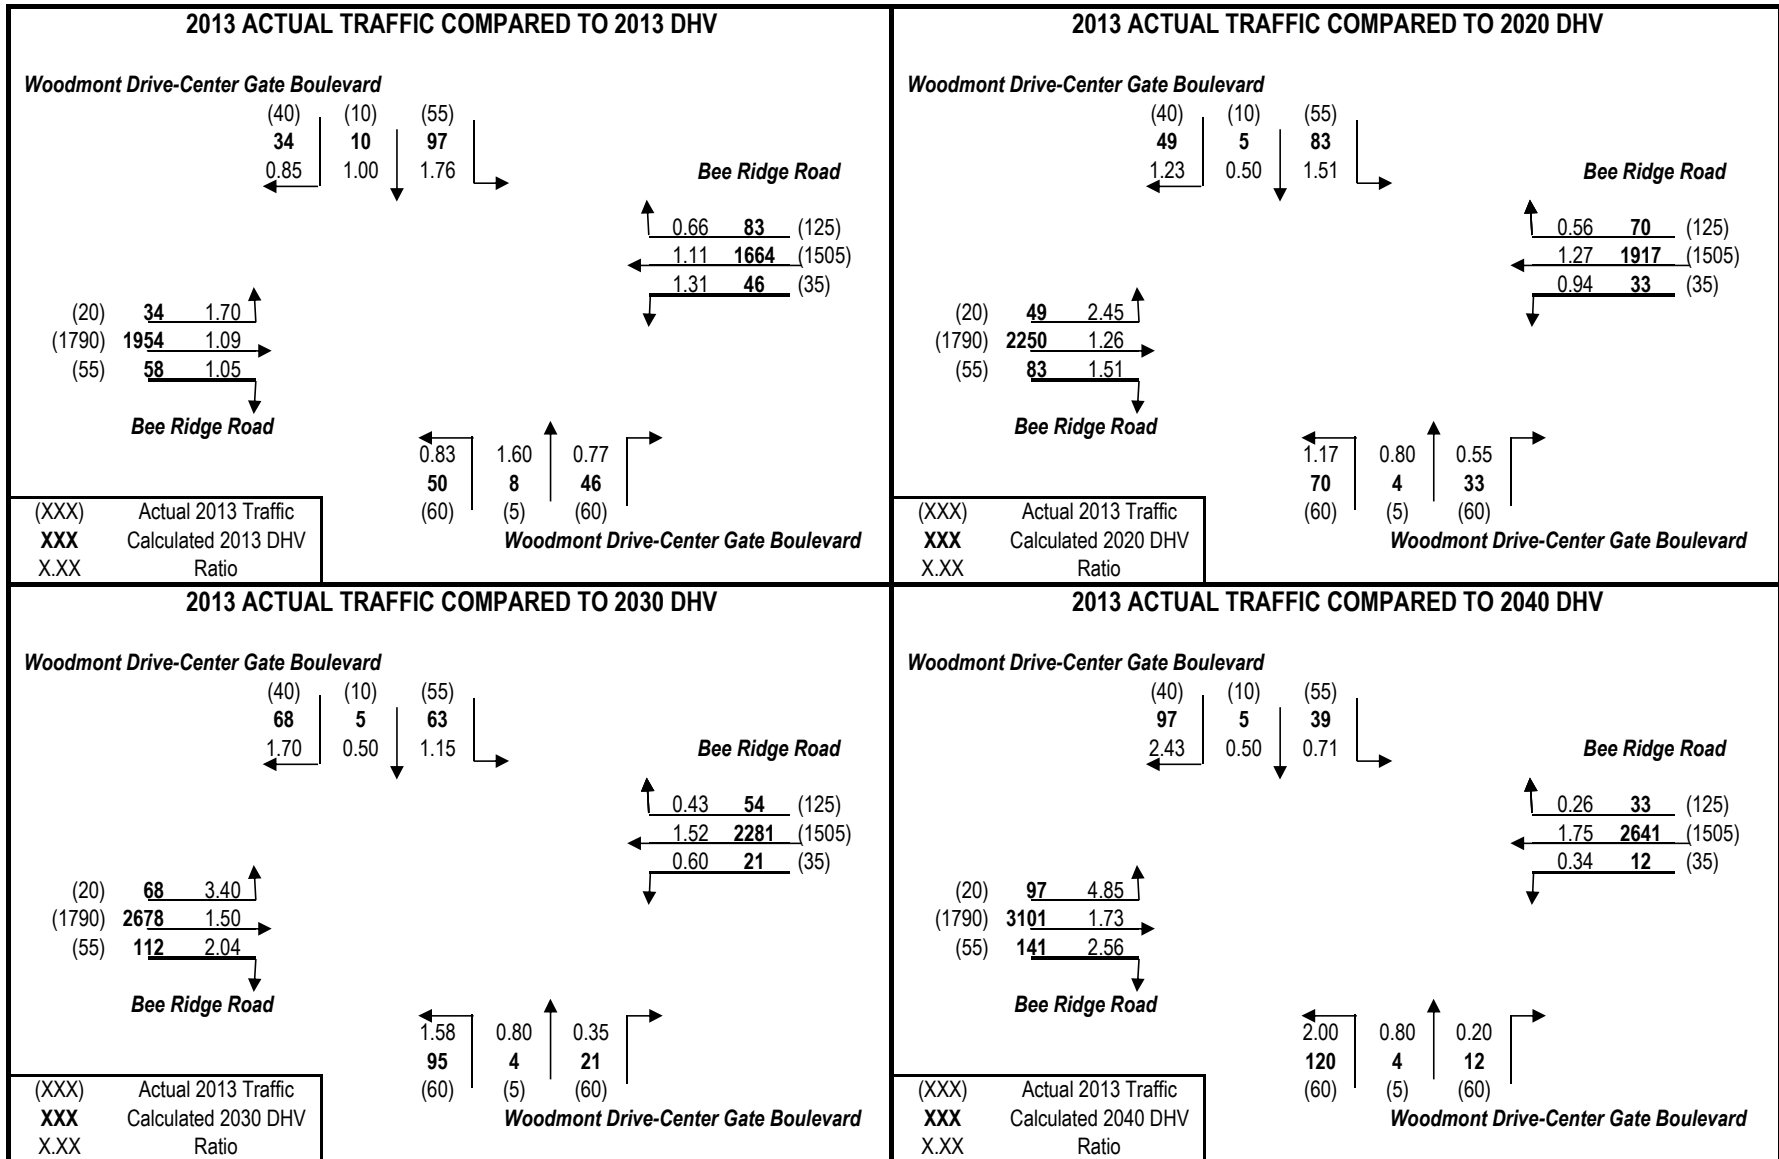 2013 ACTUAL TRAFFIC COMPARED TO 2013 DHV
Woodmont Drive-Center Gate Boulevard
(40) (10) (55)
34 10 97
0.85 1.00 1.76
Bee Ridge Road
0.66 83 (125)
1.11 1664 (1505)
1.31 46 (35)
(20) 34 1.70
(1790) 1954 1.09
(55) 58 1.05
Bee Ridge Road
0.83 1.60 0.77
50 8 46
(60) (5) (60)
Woodmont Drive-Center Gate Boulevard
(XXX) Actual 2013 Traffic
XXX Calculated 2013 DHV
X.XX Ratio
2013 ACTUAL TRAFFIC COMPARED TO 2020 DHV
Woodmont Drive-Center Gate Boulevard
(40) (10) (55)
49 5 83
1.23 0.50 1.51
Bee Ridge Road
0.56 70 (125)
1.27 1917 (1505)
0.94 33 (35)
(20) 49 2.45
(1790) 2250 1.26
(55) 83 1.51
Bee Ridge Road
1.17 0.80 0.55
70 4 33
(60) (5) (60)
Woodmont Drive-Center Gate Boulevard
(XXX) Actual 2013 Traffic
XXX Calculated 2020 DHV
X.XX Ratio
2013 ACTUAL TRAFFIC COMPARED TO 2030 DHV
Woodmont Drive-Center Gate Boulevard
(40) (10) (55)
68 5 63
1.70 0.50 1.15
Bee Ridge Road
0.43 54 (125)
1.52 2281 (1505)
0.60 21 (35)
(20) 68 3.40
(1790) 2678 1.50
(55) 112 2.04
Bee Ridge Road
1.58 0.80 0.35
95 4 21
(60) (5) (60)
Woodmont Drive-Center Gate Boulevard
(XXX) Actual 2013 Traffic
XXX Calculated 2030 DHV
X.XX Ratio
2013 ACTUAL TRAFFIC COMPARED TO 2040 DHV
Woodmont Drive-Center Gate Boulevard
(40) (10) (55)
97 5 39
2.43 0.50 0.71
Bee Ridge Road
0.26 33 (125)
1.75 2641 (1505)
0.34 12 (35)
(20) 97 4.85
(1790) 3101 1.73
(55) 141 2.56
Bee Ridge Road
2.00 0.80 0.20
120 4 12
(60) (5) (60)
Woodmont Drive-Center Gate Boulevard
(XXX) Actual 2013 Traffic
XXX Calculated 2040 DHV
X.XX Ratio